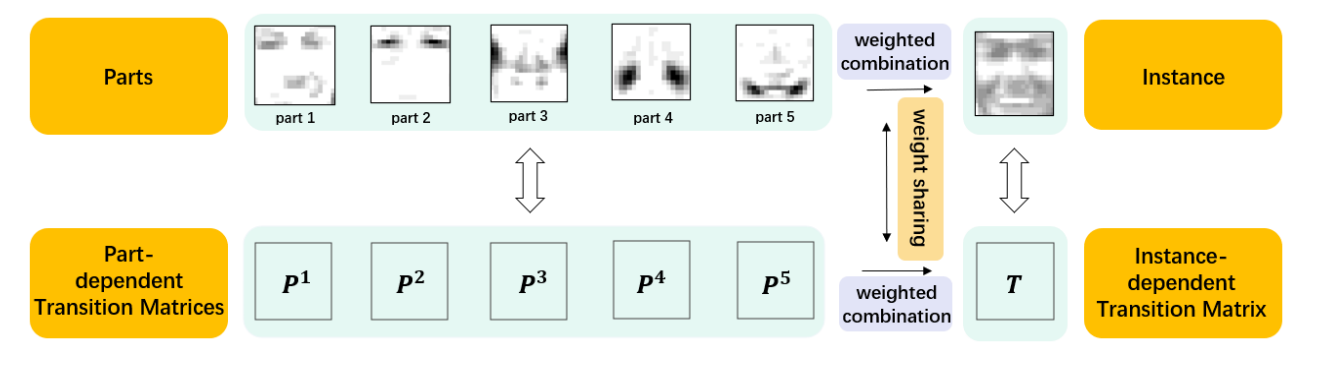 Parts
part 1
part 2
part 3
part 4
part 5
weighted
combination
Instance
weight sharing
Part-
dependent
Transition Matrices
P¹
P²
P³
P⁴
P⁵
weighted
combination
T
Instance-
dependent
Transition Matrix